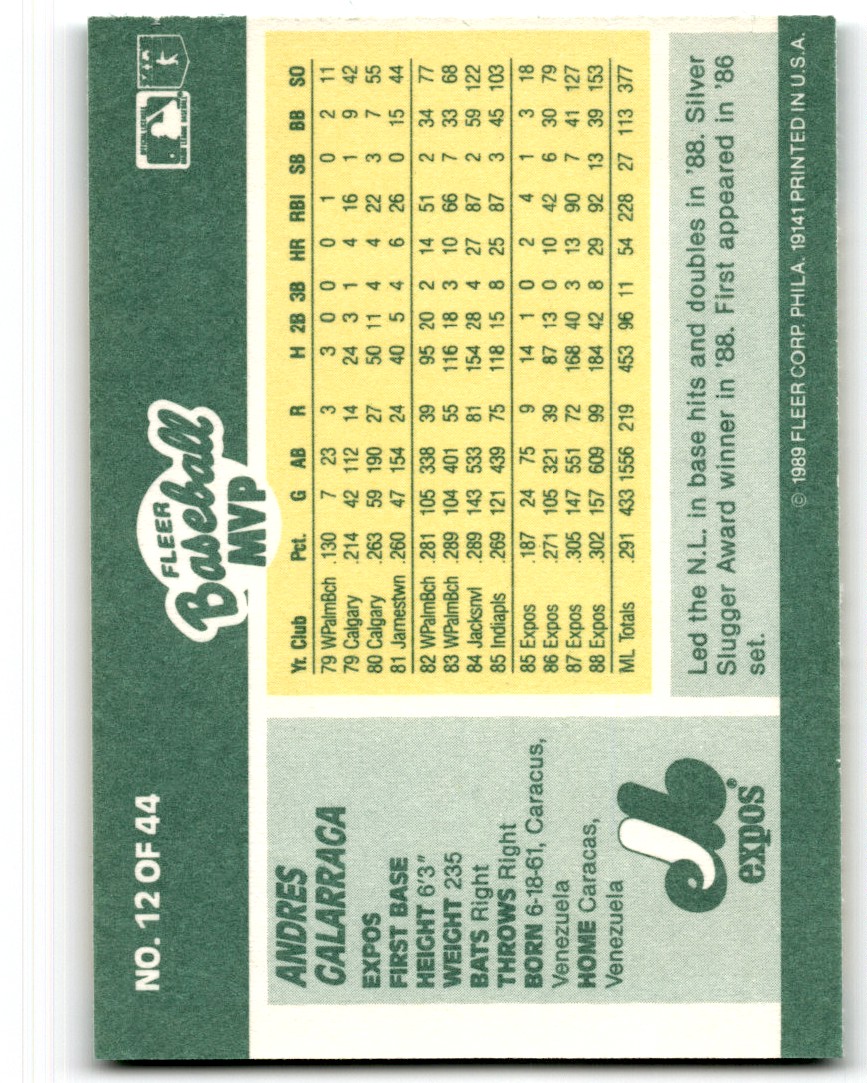 NO. 12 OF 44
FLEER
Baseball
MVP
ANDRES
GALARRAGA
EXPOS
FIRST BASE
HEIGHT 6'3"
WEIGHT 235
BATS Right
THROWS Right
BORN 6-18-61, Caracus,
Venezuela
HOME Caracas,
Venezuela
expos®
Yr. Club Pct. G AB R H 2B 3B HR RBI SB BB SO
79 WPalmBch .130 7 23 3 3 0 0 0 1 0 2 11
79 Calgary .214 42 112 14 24 3 1 4 16 1 9 42
80 Calgary .263 59 190 27 50 11 4 4 22 3 7 55
81 Jamestwn .260 47 154 24 40 5 4 6 26 0 15 44
82 WPalmBch .281 105 338 39 95 20 2 14 51 2 34 77
83 WPalmBch .289 104 401 55 116 18 3 10 66 7 33 68
84 Jacksnvl .289 143 533 81 154 28 4 27 87 2 59 122
85 Indiapls .269 121 439 75 118 15 8 25 87 3 45 103
85 Expos .187 24 75 9 14 1 0 2 4 1 3 18
86 Expos .271 105 321 39 87 13 0 10 42 6 30 79
87 Expos .305 147 551 72 168 40 3 13 90 7 41 127
88 Expos .302 157 609 99 184 42 8 29 92 13 39 153
ML Totals .291 433 1556 219 453 96 11 54 228 27 113 377
Led the N.L. in base hits and doubles in '88. Silver
Slugger Award winner in '88. First appeared in '86
set.
© 1989 FLEER CORP. PHILA. 19141 PRINTED IN U.S.A.